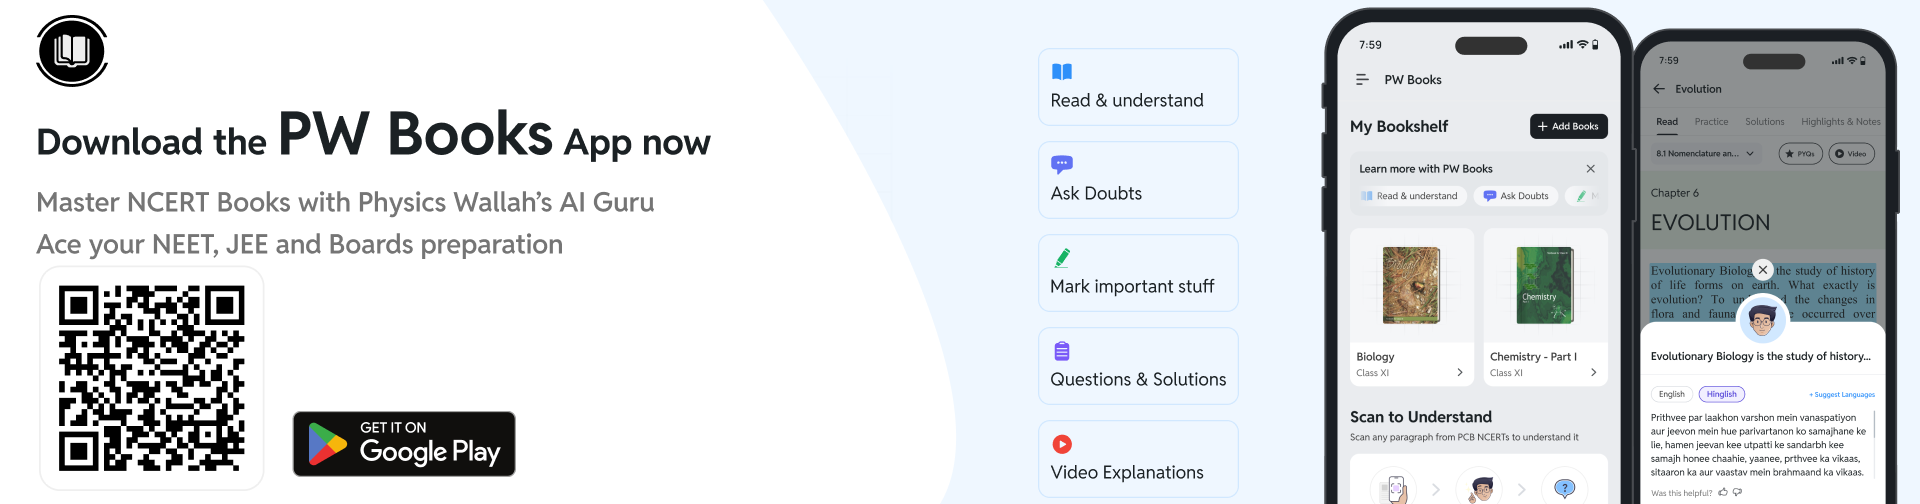 Download the PW Books App now
Master NCERT Books with Physics Wallah's AI Guru
Ace your NEET, JEE and Boards preparation
GET IT ON
Google Play
Read & understand
Ask Doubts
Mark important stuff
Questions & Solutions
Video Explanations
7:59
PW Books
My Bookshelf
+ Add Books
Learn more with PW Books
Read & understand
Ask Doubts
Chemistry
Biology
Class XI
Chemistry - Part I
Class XI
Scan to Understand
Scan any paragraph from PCB NCERTs to understand it
7:59
Evolution
Read Practice Solutions Highlights & Notes
8.1 Nomenclature an...
PYQs
Video
Chapter 6
EVOLUTION
Evolutionary the study of history
of life forms on earth. What exactly is
evolution? To the changes in
flora and occurred over
Evolutionary Biology is the study of history...
English
Hinglish
+ Suggest Languages
Prithvee par laakhon varshon mein vanaspatiyon
aur jeevon mein hue parivartanon ko samajhane ke
lie, hamen jeevan kee utpatti ke sandarbh kee
samajh honee chaahie, yaanee, prthvee ka vikaas,
sitaaron ka aur vaastav mein brahmaand ka vikaas.
Was this helpful?